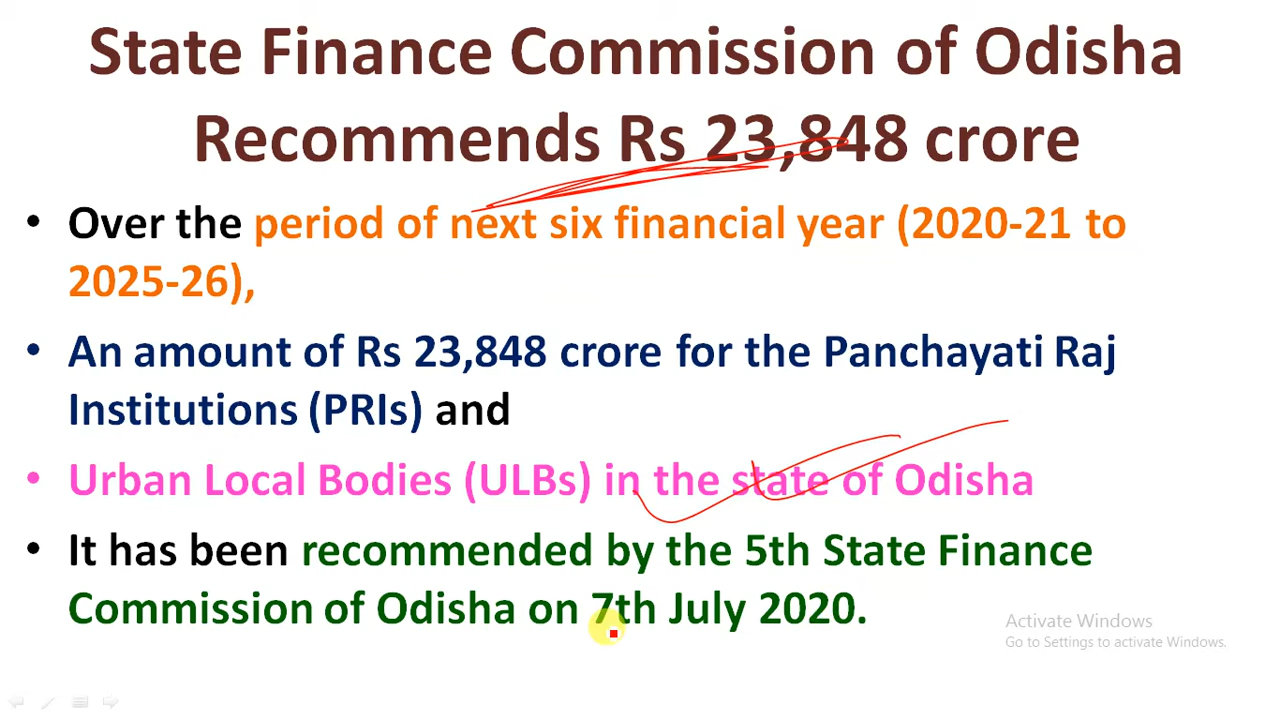 State Finance Commission of Odisha
Recommends Rs 23,848 crore
• Over the period of next six financial year (2020-21 to
2025-26),
• An amount of Rs 23,848 crore for the Panchayati Raj
Institutions (PRIs) and
• Urban Local Bodies (ULBs) in the state of Odisha
• It has been recommended by the 5th State Finance
Commission of Odisha on 7th July 2020.
Activate Windows
Go to Settings to activate Windows.